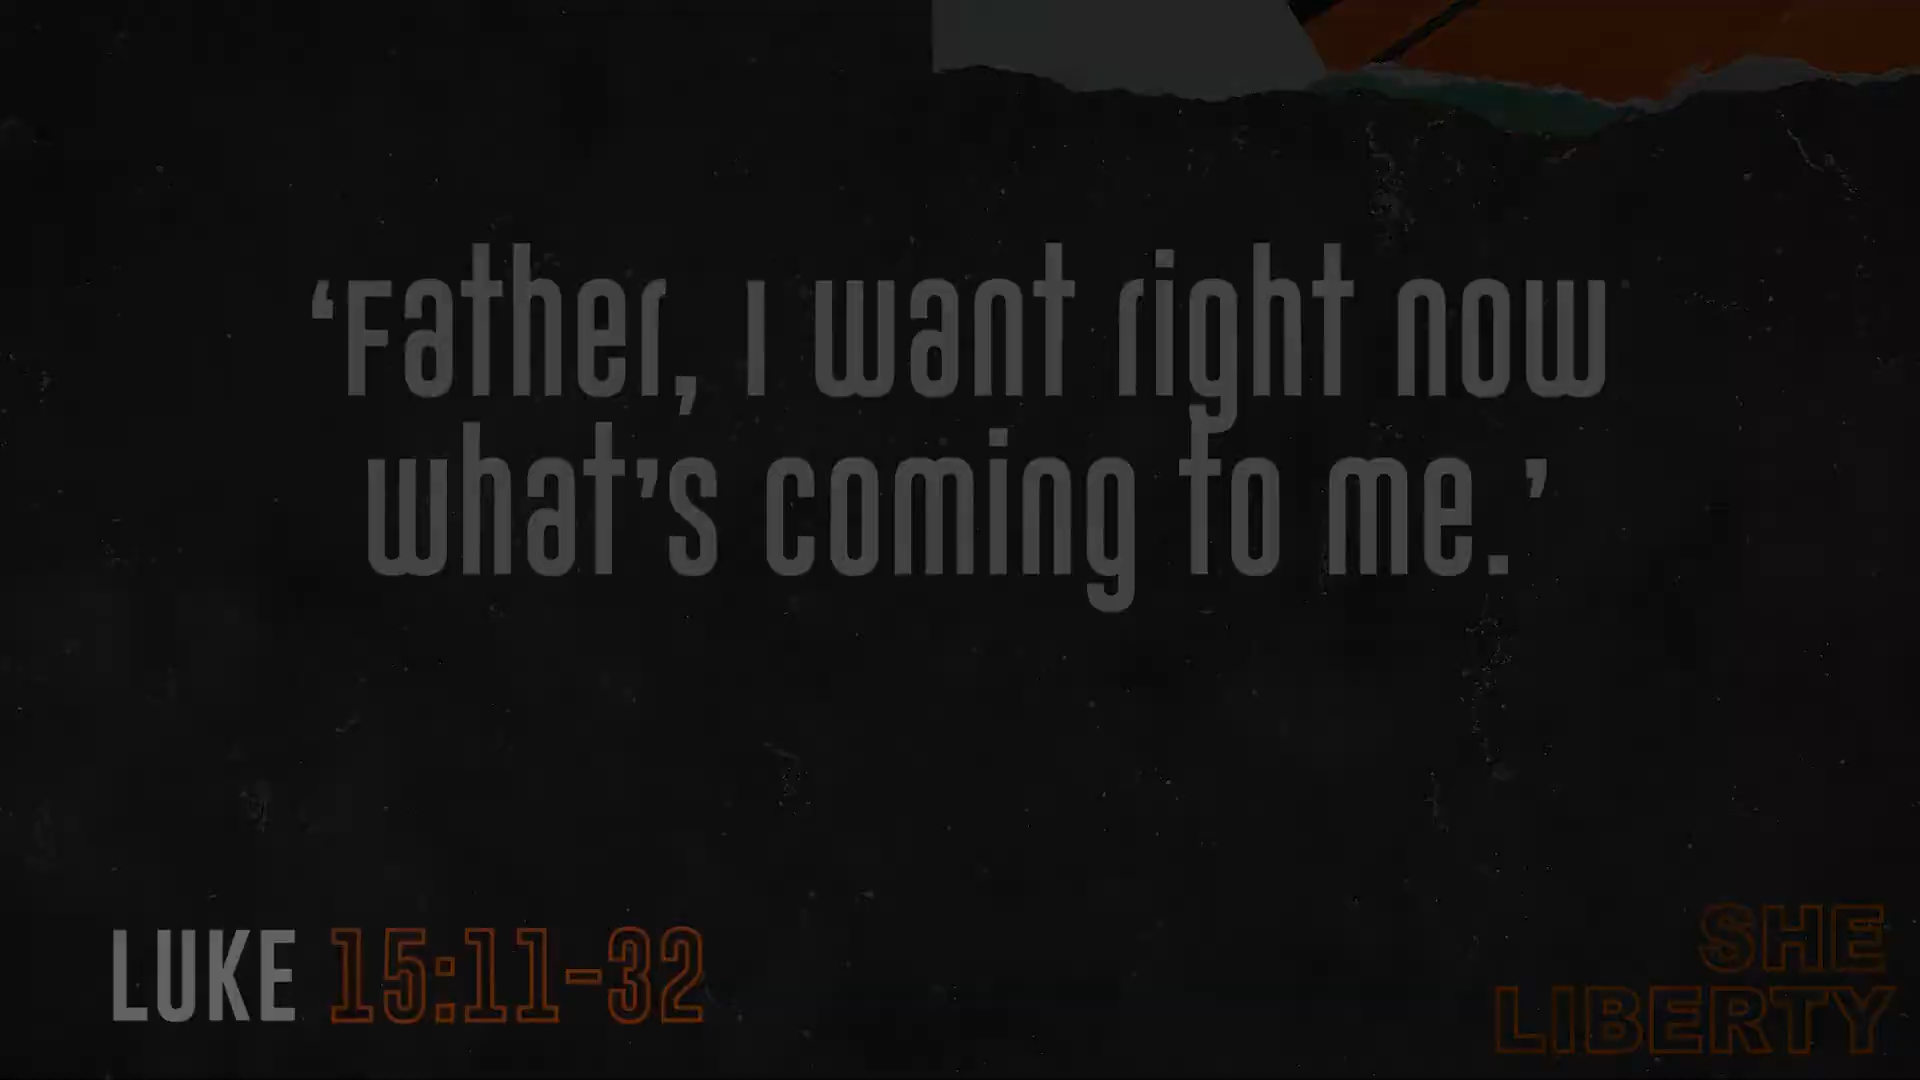 ‘Father, I want right now
what’s coming to me.’
LUKE 15:11-32
SHE
LIBERTY